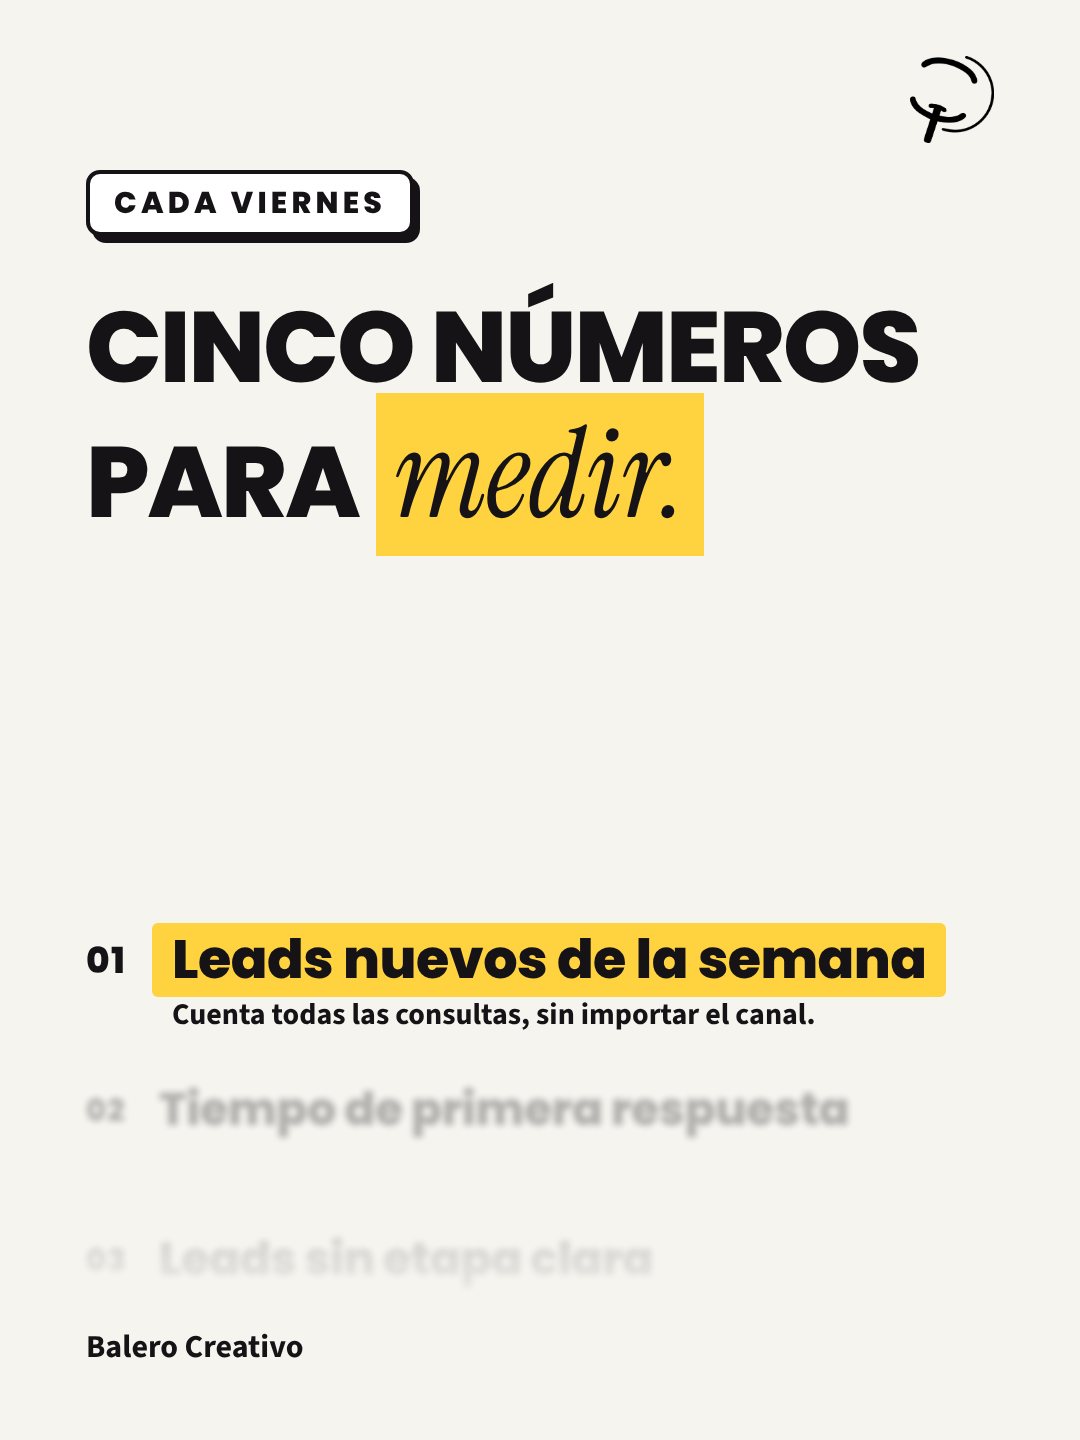 CADA VIERNES
CINCO NÚMEROS
PARA medir.
01 Leads nuevos de la semana
Cuenta todas las consultas, sin importar el canal.
02 Tiempo de primera respuesta
03 Leads sin etapa clara
Balero Creativo